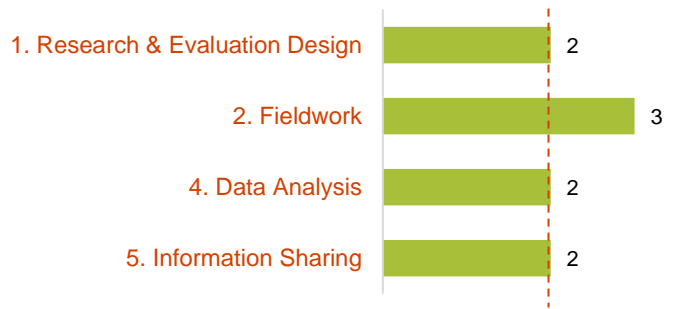 1. Research & Evaluation Design 2
2. Fieldwork 3
4. Data Analysis 2
5. Information Sharing 2